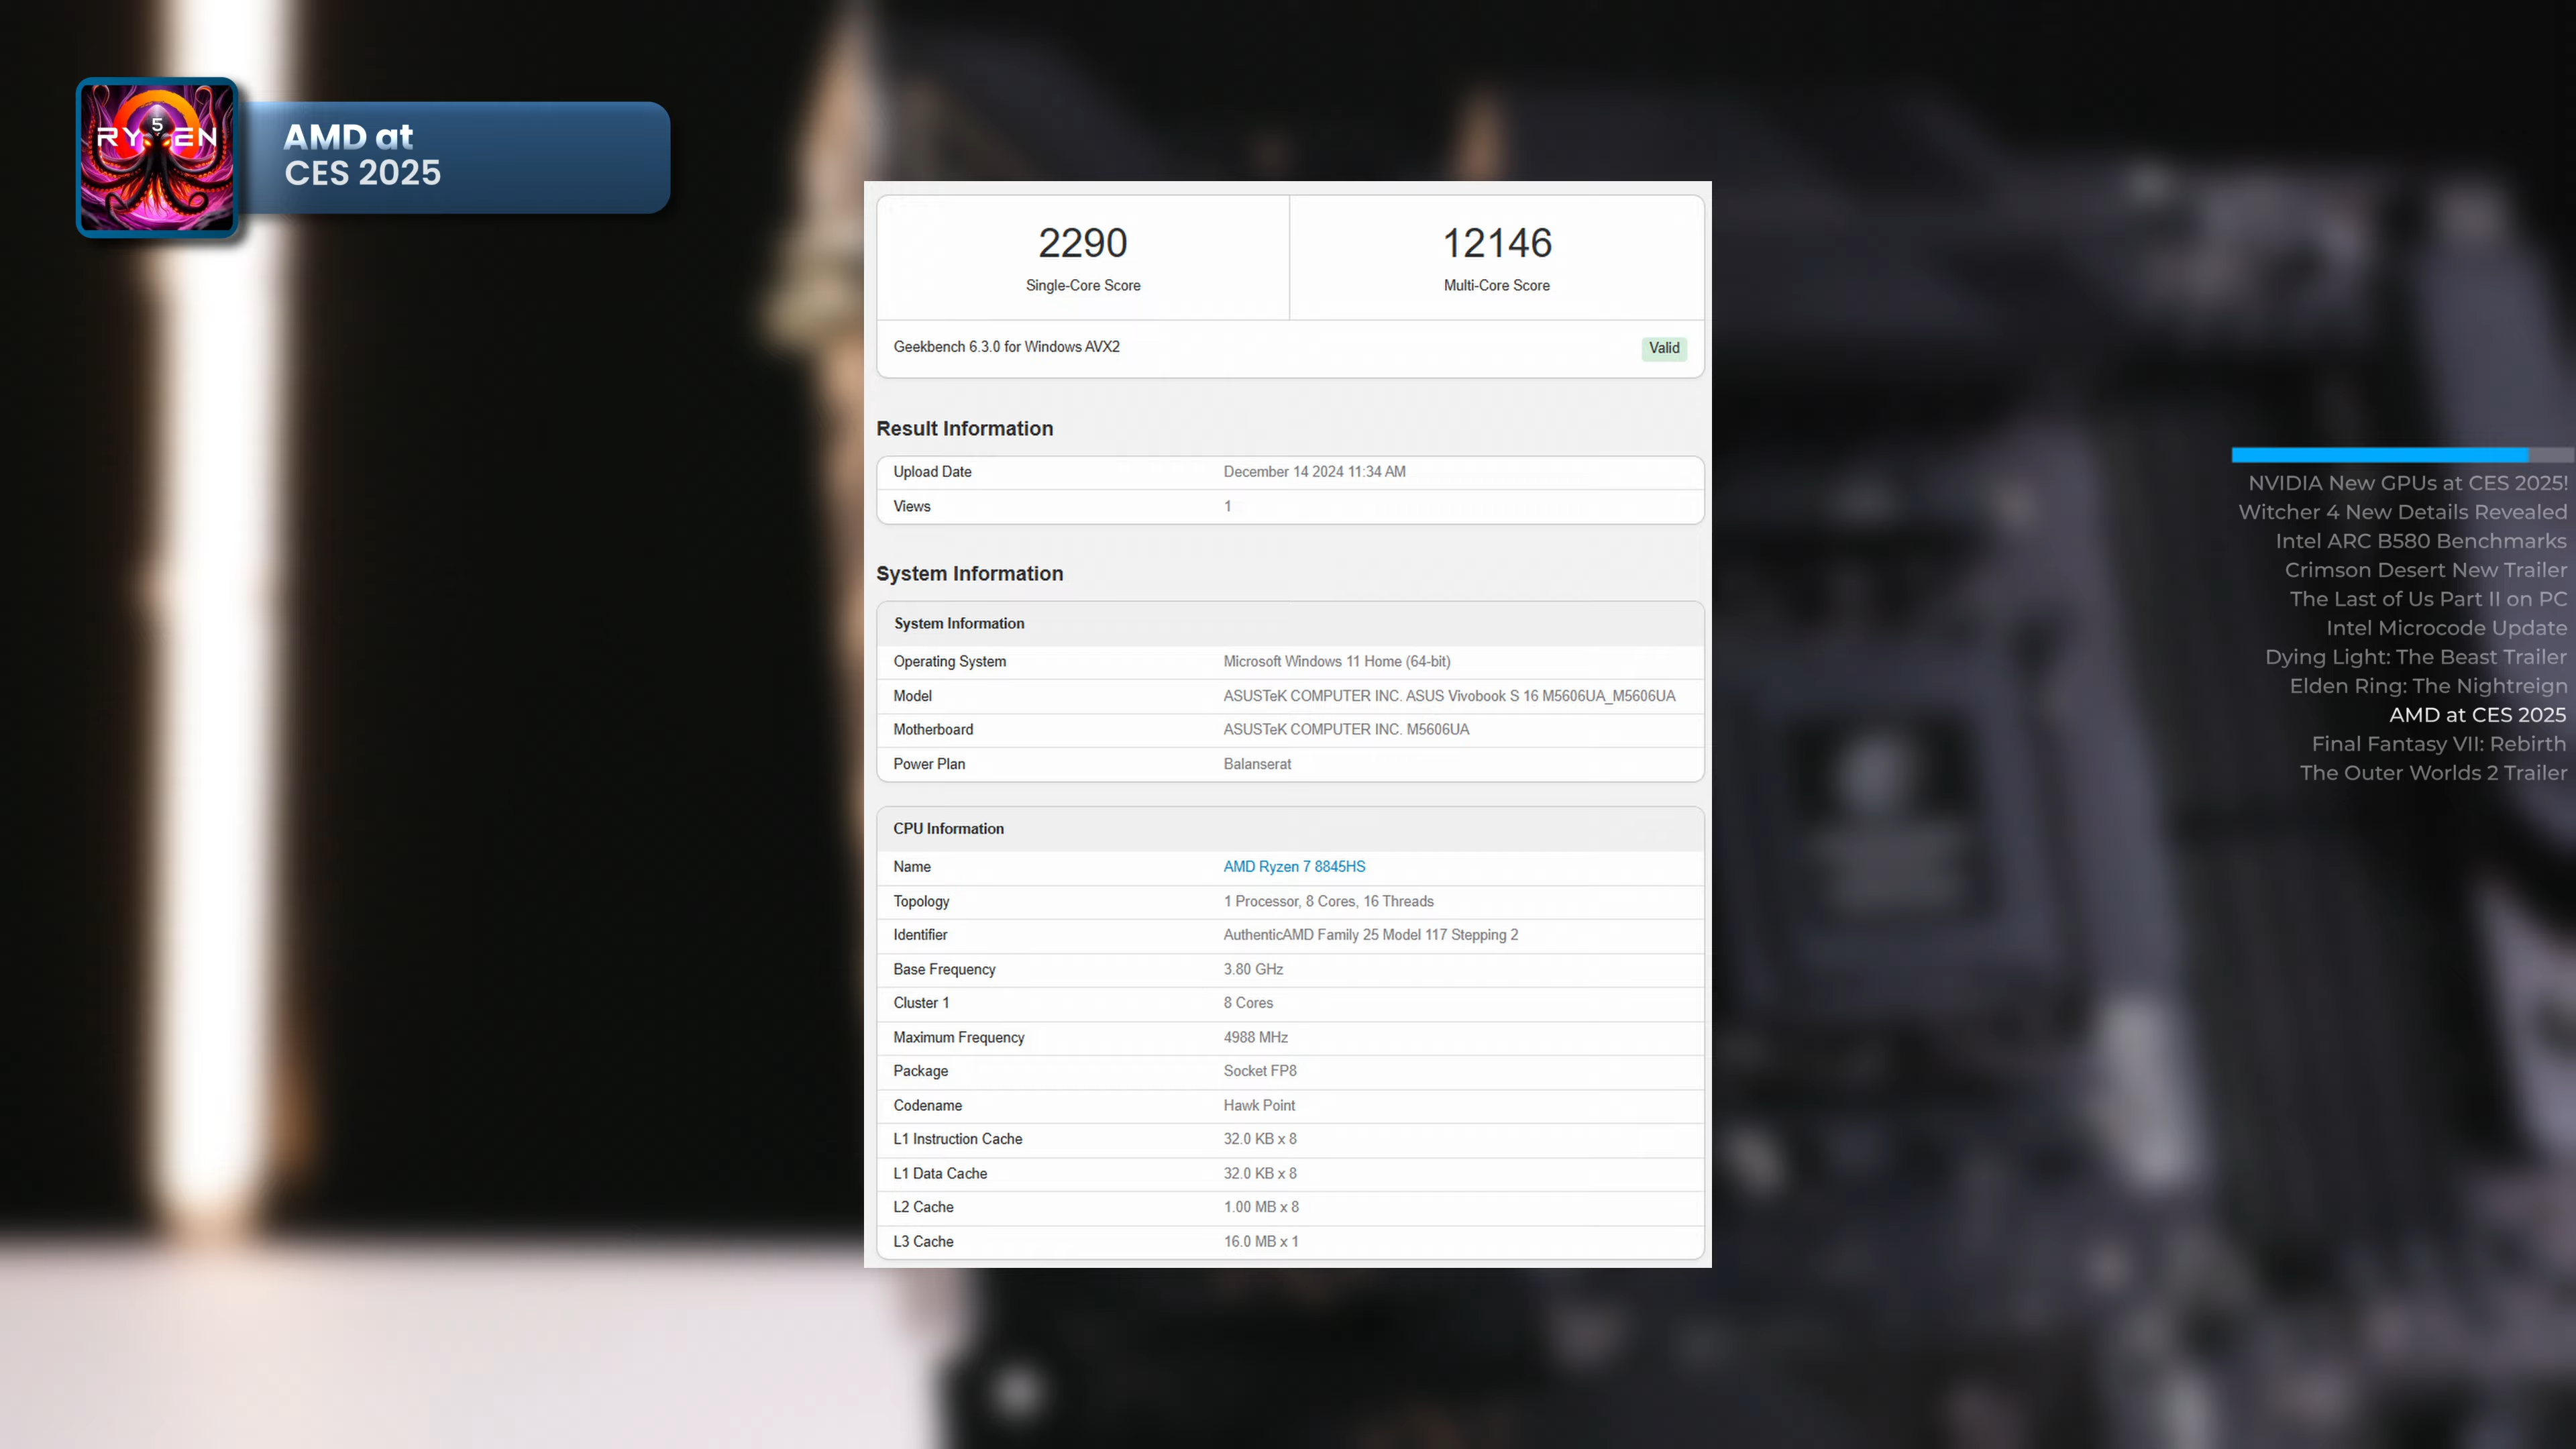 RY5EN
AMD at
CES 2025
2290
Single-Core Score
12146
Multi-Core Score
Geekbench 6.3.0 for Windows AVX2
Valid
Result Information
Upload Date December 14 2024 11:34 AM
Views 1
System Information
System Information
Operating System Microsoft Windows 11 Home (64-bit)
Model ASUSTeK COMPUTER INC. ASUS Vivobook S 16 M5606UA_M5606UA
Motherboard ASUSTeK COMPUTER INC. M5606UA
Power Plan Balanserat
CPU Information
Name AMD Ryzen 7 8845HS
Topology 1 Processor, 8 Cores, 16 Threads
Identifier AuthenticAMD Family 25 Model 117 Stepping 2
Base Frequency 3.80 GHz
Cluster 1 8 Cores
Maximum Frequency 4988 MHz
Package Socket FP8
Codename Hawk Point
L1 Instruction Cache 32.0 KB x 8
L1 Data Cache 32.0 KB x 8
L2 Cache 1.00 MB x 8
L3 Cache 16.0 MB x 1
NVIDIA New GPUs at CES 2025!
Witcher 4 New Details Revealed
Intel ARC B580 Benchmarks
Crimson Desert New Trailer
The Last of Us Part II on PC
Intel Microcode Update
Dying Light: The Beast Trailer
Elden Ring: The Nightreign
AMD at CES 2025
Final Fantasy VII: Rebirth
The Outer Worlds 2 Trailer